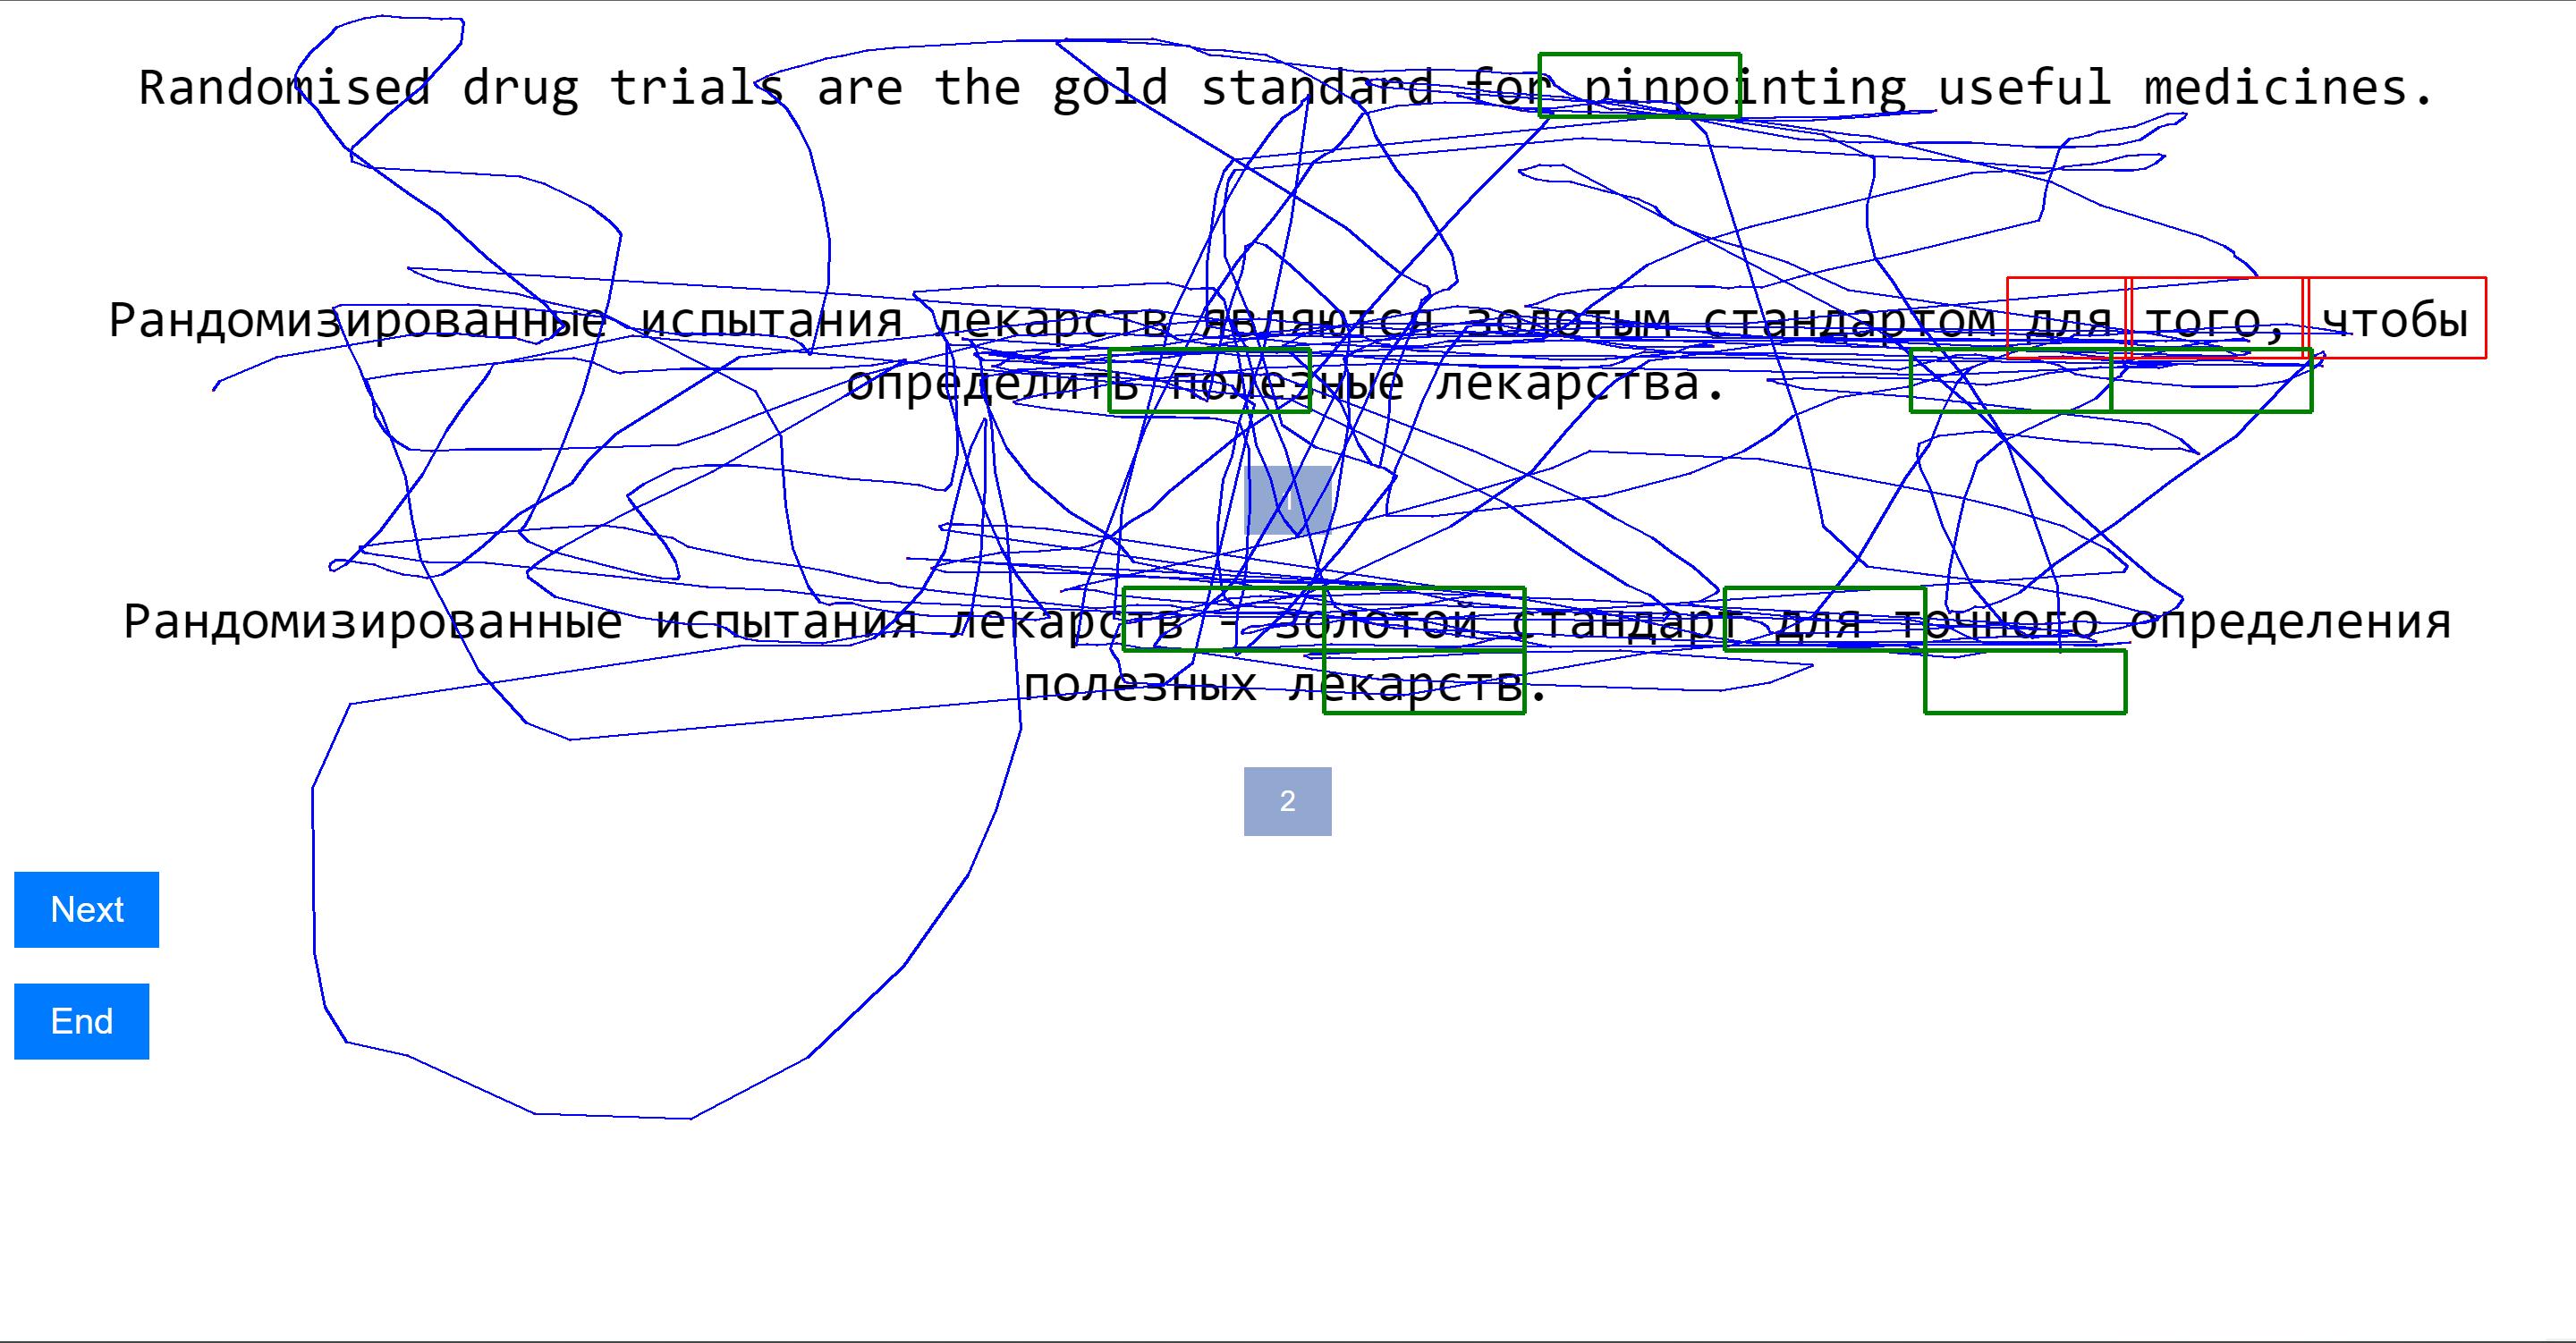 Randomised drug trials are the gold standard for pinpointing useful medicines.
Рандомизированные испытания лекарств являются золотым стандартом для того, чтобы
определить полезные лекарства.
1
Рандомизированные испытания лекарств - золотой стандарт для точного определения
полезных лекарств.
2
Next
End